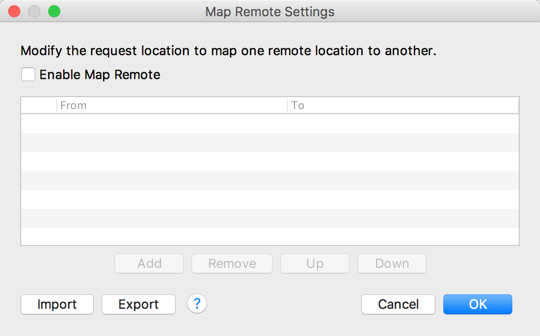 Map Remote Settings
Modify the request location to map one remote location to another.
Enable Map Remote
From To
Add Remove Up Down
Import Export ? Cancel OK